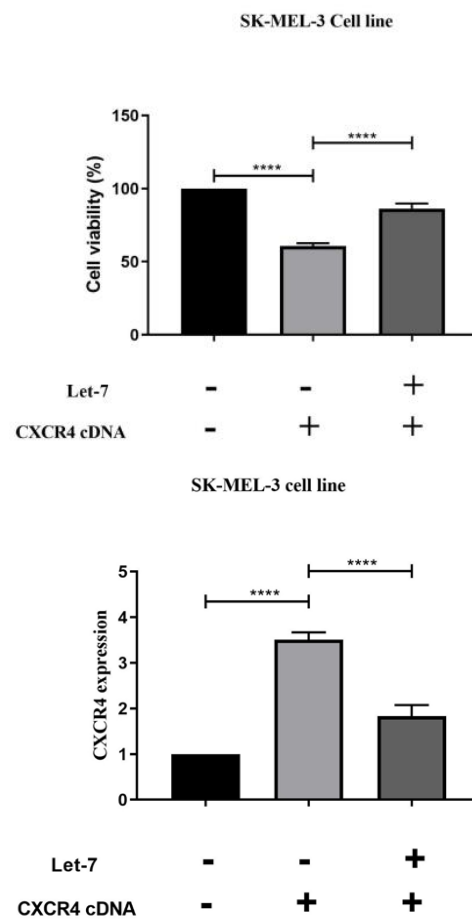 SK-MEL-3 Cell line
Cell viability (%)
150
100
50
0
****
****
Let-7 - - +
CXCR4 cDNA - + +
SK-MEL-3 cell line
CXCR4 expression
5
4
3
2
1
0
****
****
Let-7 - - +
CXCR4 cDNA - + +